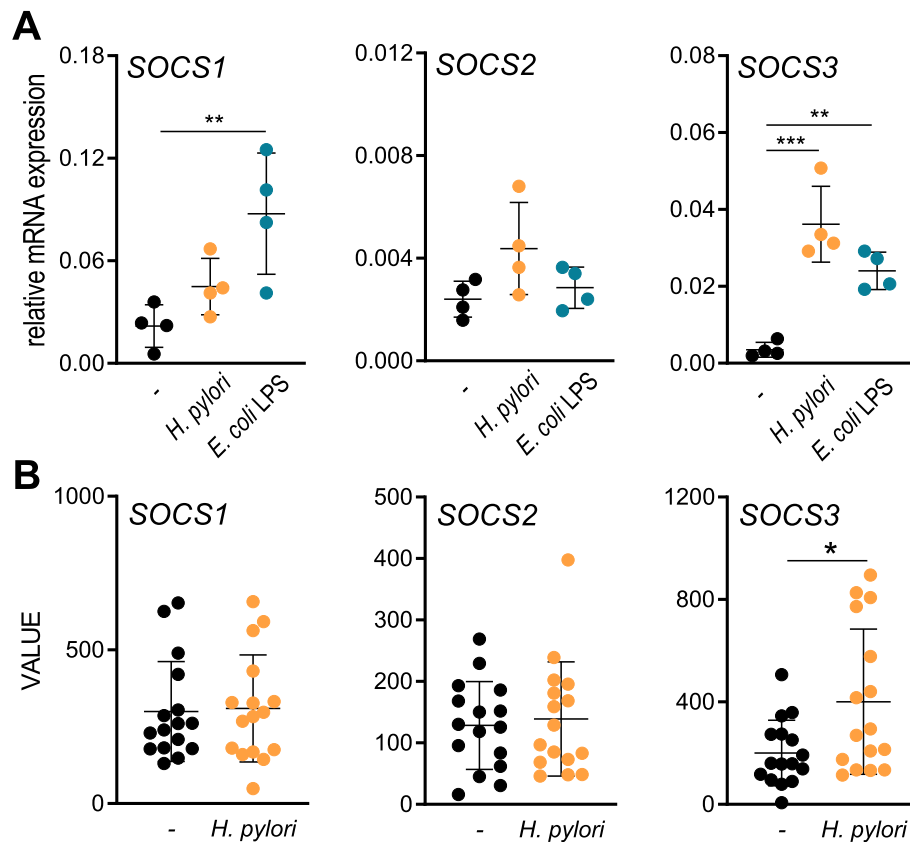 A
relative mRNA expression
SOCS1
0.18
0.12
0.06
0.00
**
-
H. pylori
E. coli LPS
SOCS2
0.012
0.008
0.004
0.000
-
H. pylori
E. coli LPS
SOCS3
0.08
0.06
0.04
0.02
0.00
**
***
-
H. pylori
E. coli LPS
B
VALUE
SOCS1
1000
500
0
-
H. pylori
SOCS2
500
400
300
200
100
0
-
H. pylori
SOCS3
1200
800
400
0
*
-
H. pylori